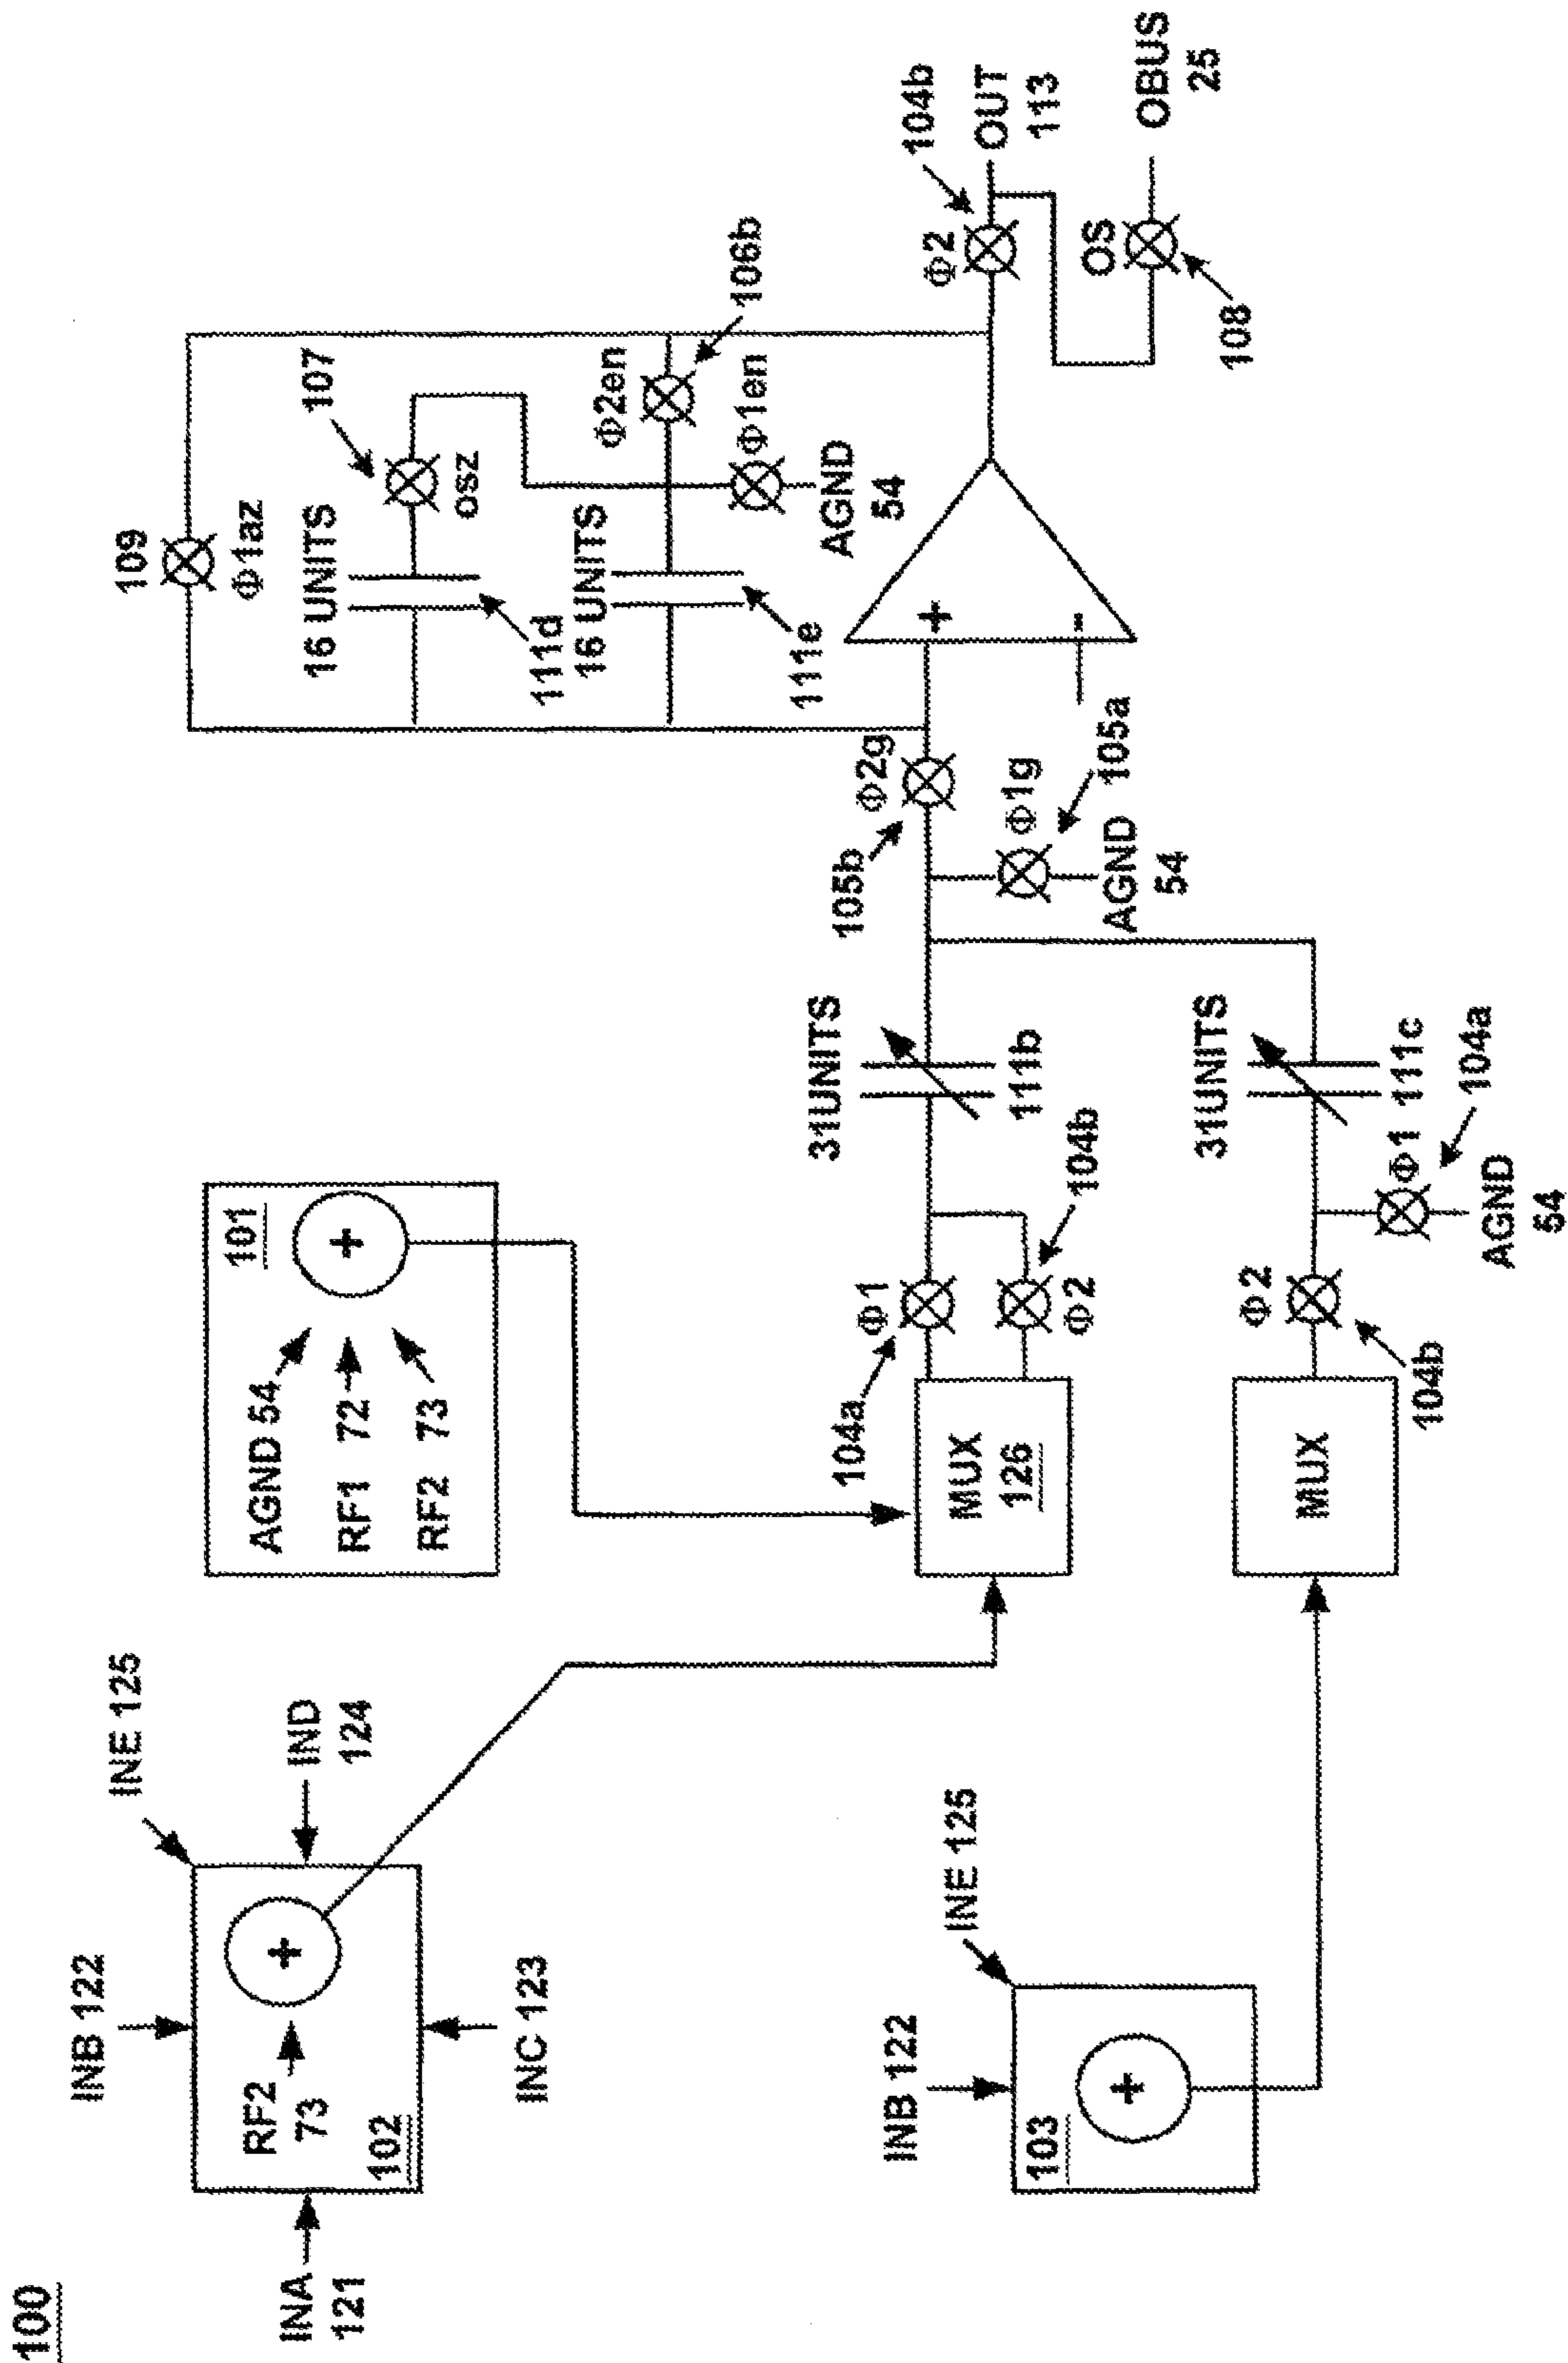 100
INA
121
INB 122
INE 125
IND
124
INC 123
RF2
73
102
101
AGND 54
RF1 72
RF2 73
INB 122
INE 125
103
MUX
126
MUX
104a
Φ1
Φ2
104b
31UNITS
111b
Φ2
104b
31UNITS
111c
Φ1
104a
AGND
54
105b
Φ2g
Φ1g
105a
AGND
54
+
-
109
Φ1az
16 UNITS
111d
107
osz
16 UNITS
111e
Φ2en
106b
Φ1en
AGND
54
Φ2
104b
OUT
113
OS
108
OBUS
25
+
+
+